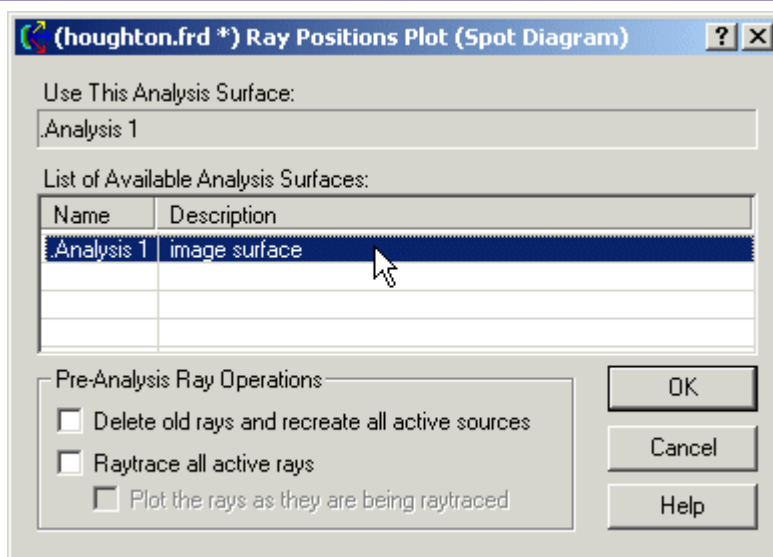 (houghton.frd *) Ray Positions Plot (Spot Diagram)
Use This Analysis Surface:
.Analysis 1
List of Available Analysis Surfaces:
Name Description
.Analysis 1 image surface
Pre-Analysis Ray Operations
Delete old rays and recreate all active sources
Raytrace all active rays
Plot the rays as they are being raytraced
OK
Cancel
Help